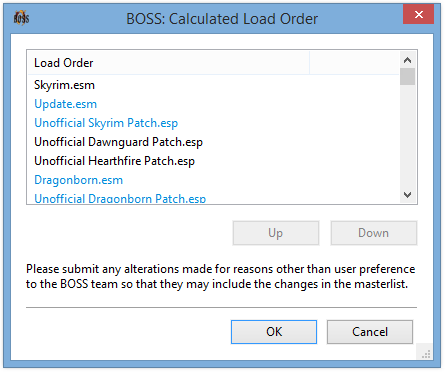 BOSS
BOSS: Calculated Load Order
Load Order
Skyrim.esm
Update.esm
Unofficial Skyrim Patch.esp
Unofficial Dawnguard Patch.esp
Unofficial Hearthfire Patch.esp
Dragonborn.esm
Unofficial Dragonborn Patch.esp
Up
Down
Please submit any alterations made for reasons other than user preference
to the BOSS team so that they may include the changes in the masterlist.
OK
Cancel